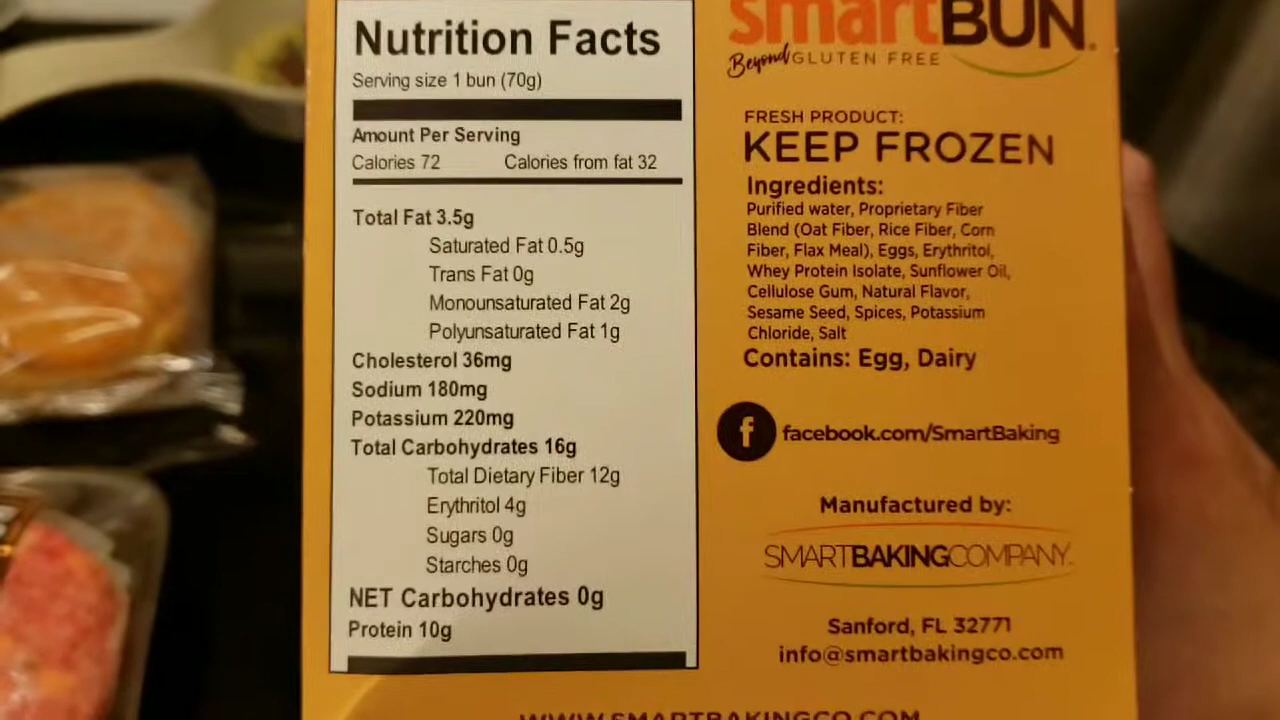 Nutrition Facts
Serving size 1 bun (70g)
Amount Per Serving
Calories 72 Calories from fat 32
Total Fat 3.5g
Saturated Fat 0.5g
Trans Fat 0g
Monounsaturated Fat 2g
Polyunsaturated Fat 1g
Cholesterol 36mg
Sodium 180mg
Potassium 220mg
Total Carbohydrates 16g
Total Dietary Fiber 12g
Erythritol 4g
Sugars 0g
Starches 0g
NET Carbohydrates 0g
Protein 10g
smartBUN
Beyond GLUTEN FREE
FRESH PRODUCT:
KEEP FROZEN
Ingredients:
Purified water, Proprietary Fiber
Blend (Oat Fiber, Rice Fiber, Corn
Fiber, Flax Meal), Eggs, Erythritol,
Whey Protein Isolate, Sunflower Oil,
Cellulose Gum, Natural Flavor,
Sesame Seed, Spices, Potassium
Chloride, Salt
Contains: Egg, Dairy
f facebook.com/SmartBaking
Manufactured by:
SMARTBAKINGCOMPANY
Sanford, FL 32771
info@smartbakingco.com
WWW.SMARTBAKINGCO.COM